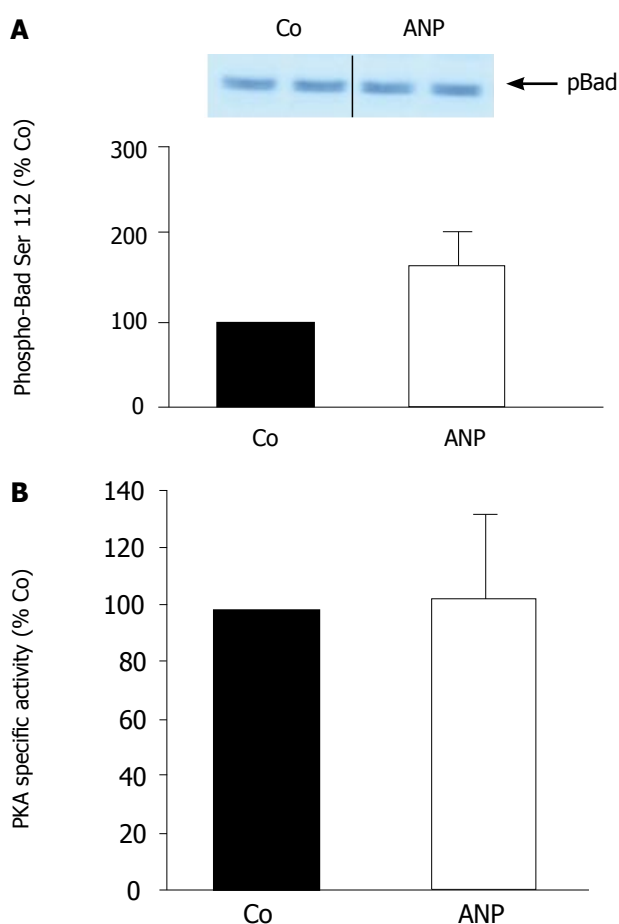 A
Co ANP
pBad
Phospho-Bad Ser 112 (% Co)
300
200
100
0
Co ANP
B
PKA specific activity (% Co)
140
120
100
80
60
40
20
0
Co ANP